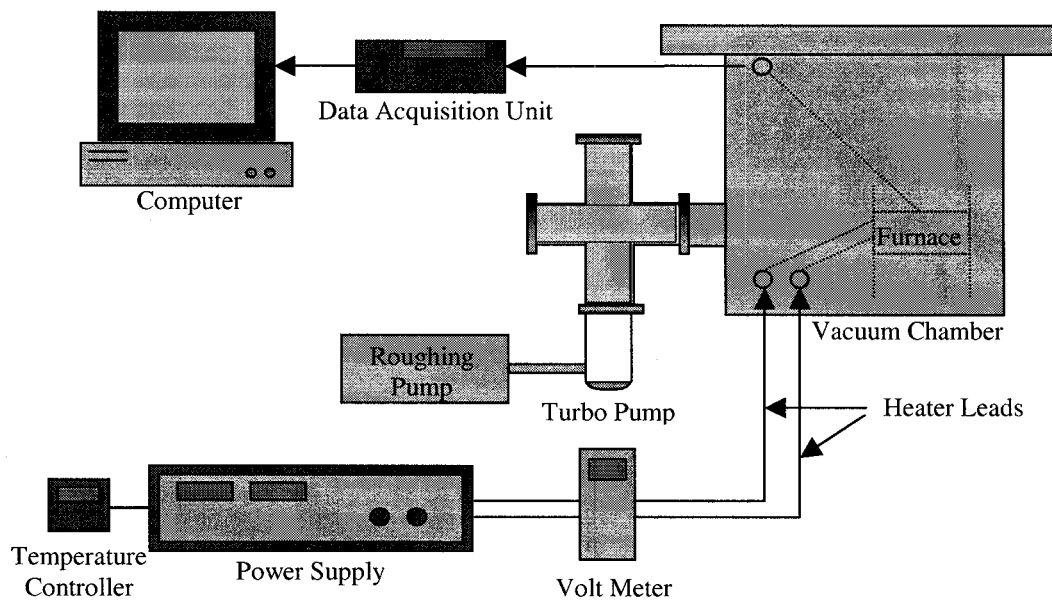 Data Acquisition Unit
Computer
Furnace
Vacuum Chamber
Roughing
Pump
Turbo Pump
Heater Leads
Temperature
Controller
Power Supply
Volt Meter